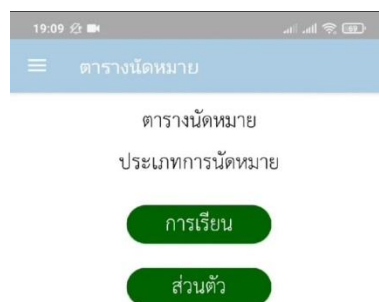 19:09
ตารางนัดหมาย
ตารางนัดหมาย
ประเภทการนัดหมาย
การเรียน
ส่วนตัว